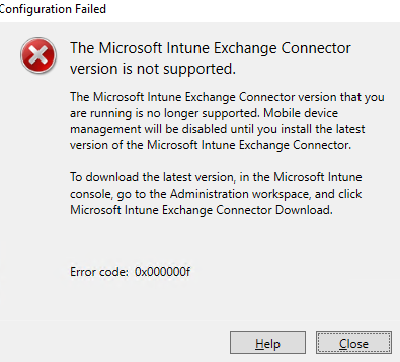 Configuration Failed
The Microsoft Intune Exchange Connector
version is not supported.
The Microsoft Intune Exchange Connector version that you
are running is no longer supported. Mobile device
management will be disabled until you install the latest
version of the Microsoft Intune Exchange Connector.
To download the latest version, in the Microsoft Intune
console, go to the Administration workspace, and click
Microsoft Intune Exchange Connector Download.
Error code:  0x000000f
Help
Close